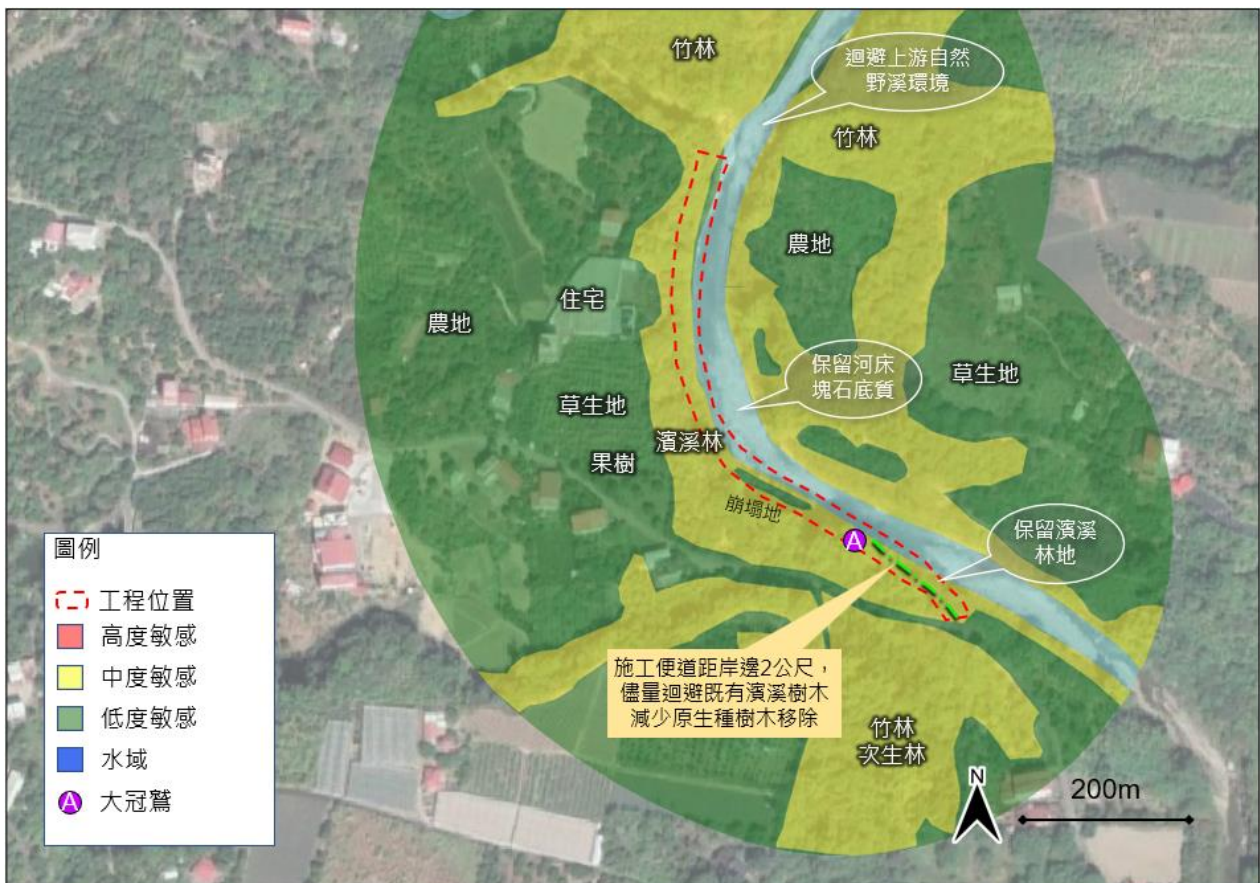 竹林
迴避上游自然
野溪環境
竹林
農地
住宅
農地
保留河床
塊石底質
草生地
草生地
濱溪林
果樹
崩塌地
A
保留濱溪
林地
施工便道距岸邊2公尺，
儘量迴避既有濱溪樹木
減少原生種樹木移除
竹林
次生林
N
200m
圖例
工程位置
高度敏感
中度敏感
低度敏感
水域
A
大冠鷲